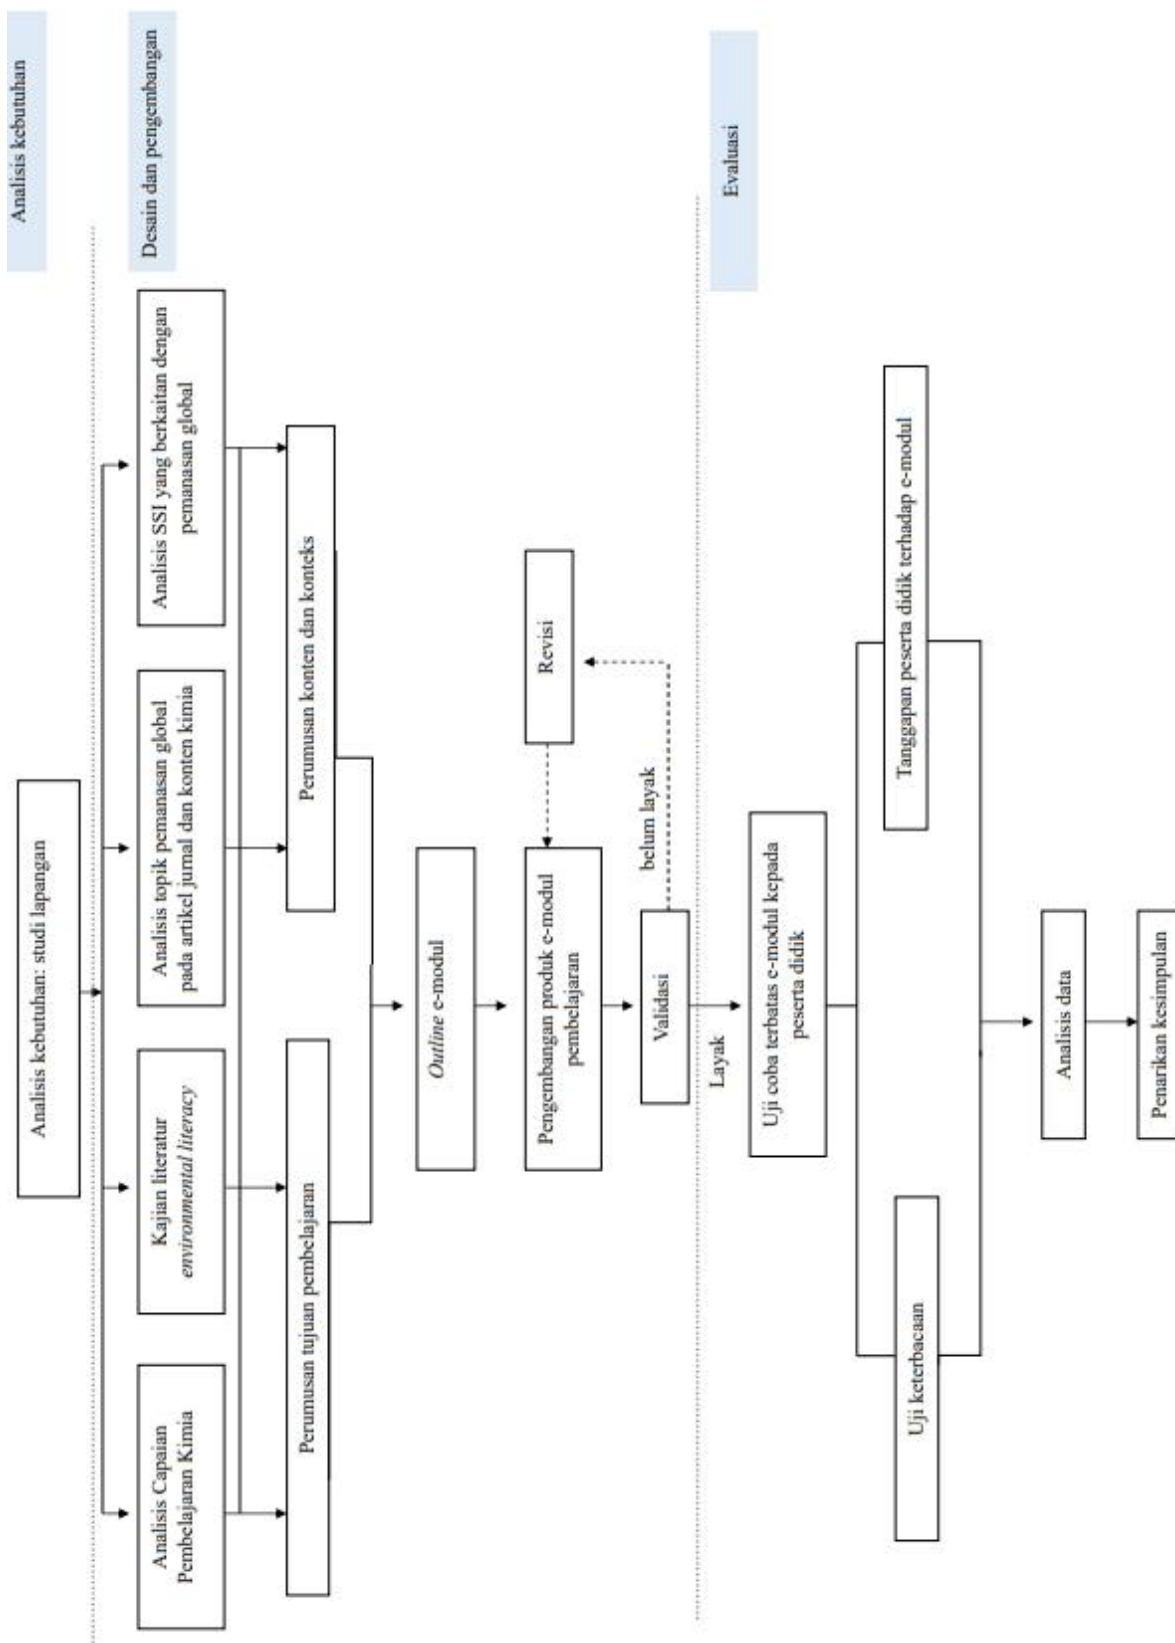 Analisis kebutuhan
Analisis kebutuhan: studi lapangan
Desain dan pengembangan
Analisis Capaian
Pembelajaran Kimia
Kajian literatur
environmental literacy
Analisis topik pemanasan global
pada artikel jurnal dan konten kimia
Analisis SSI yang berkaitan dengan
pemanasan global
Perumusan tujuan pembelajaran
Perumusan konten dan konteks
Outline e-modul
Pengembangan produk e-modul
pembelajaran
Revisi
Validasi
belum layak
Layak
Evaluasi
Uji coba terbatas e-modul kepada
peserta didik
Uji keterbacaan
Tanggapan peserta didik terhadap e-modul
Analisis data
Penarikan kesimpulan